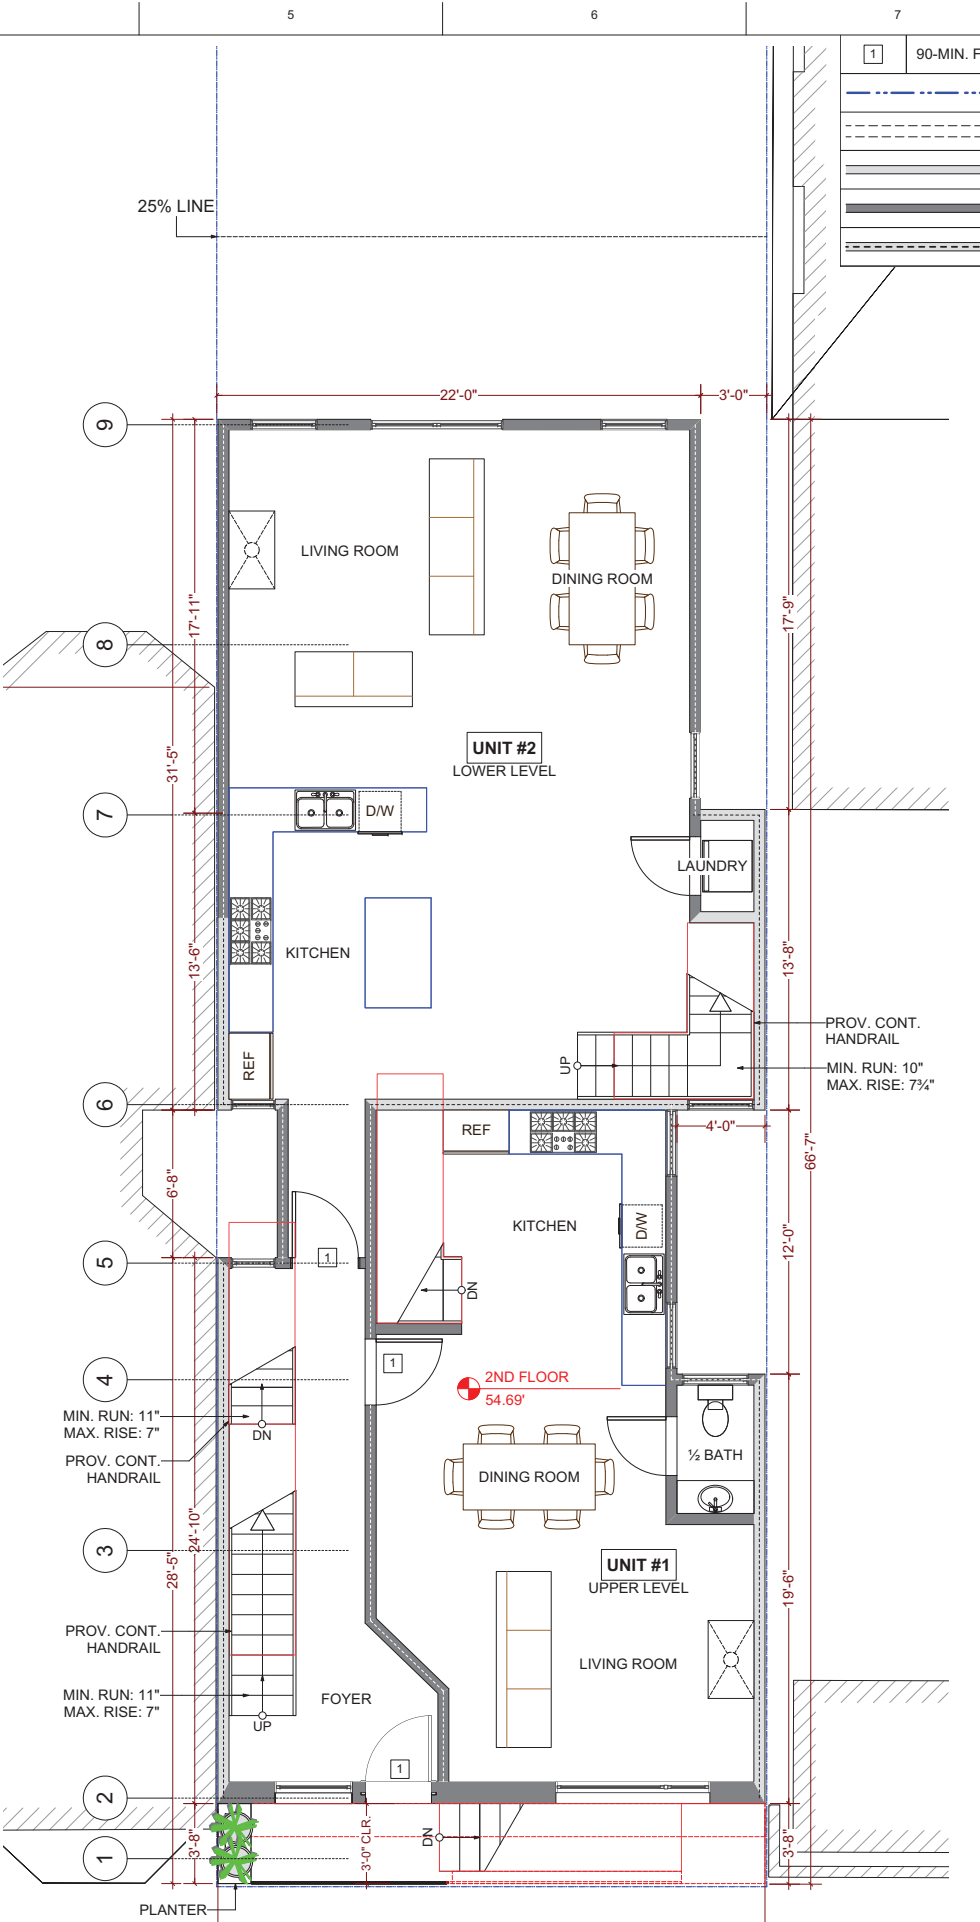 5
6
7
1
90-MIN. F
25% LINE
22'-0"
3'-0"
9
LIVING ROOM
DINING ROOM
17'-11"
17'-9"
8
31'-5"
UNIT #2
LOWER LEVEL
7
D/W
LAUNDRY
KITCHEN
13'-6"
13'-8"
PROV. CONT.
HANDRAIL
REF
UP
MIN. RUN: 10"
MAX. RISE: 7¾"
6
REF
4'-0"
66'-7"
6'-8"
KITCHEN
D/W
12'-0"
5
1
DN
4
1
2ND FLOOR
54.69'
MIN. RUN: 11"
MAX. RISE: 7"
DN
PROV. CONT.
HANDRAIL
½ BATH
DINING ROOM
3
24'-10"
28'-5"
UNIT #1
UPPER LEVEL
19'-6"
PROV. CONT.
HANDRAIL
LIVING ROOM
MIN. RUN: 11"
MAX. RISE: 7"
FOYER
UP
1
2
3'-8"
3'-0" CLR.
DN
3'-8"
1
PLANTER